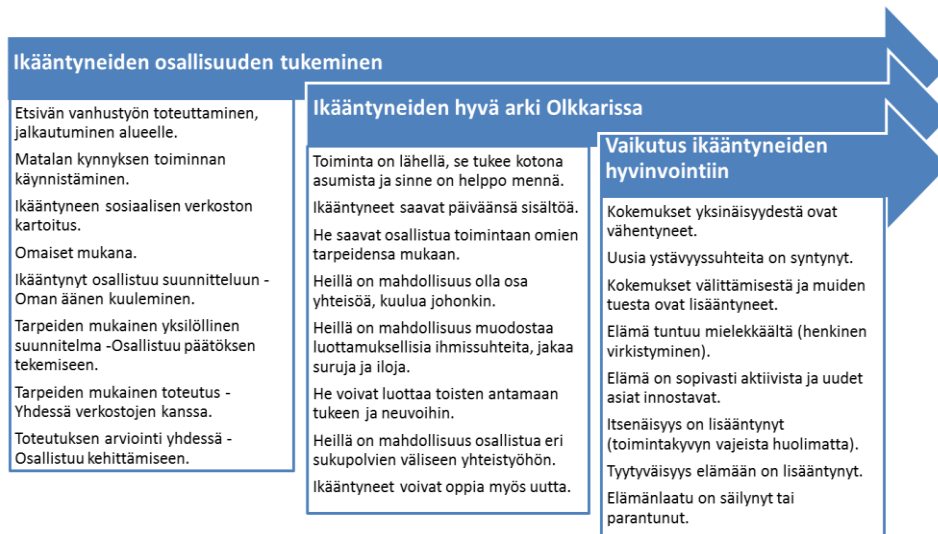 Ikääntyneiden osallisuuden tukeminen
Etsivän vanhustyön toteuttaminen,
jalkautuminen alueelle.
Matalan kynnyksen toiminnan
käynnistäminen.
Ikääntyneen sosiaalisen verkoston
kartoitus.
Omaiset mukana.
Ikääntynyt osallistuu suunnitteluun -
Oman äänen kuuleminen.
Tarpeiden mukainen yksilöllinen
suunnitelma -Osallistuu päätöksen
tekemiseen.
Tarpeiden mukainen toteutus -
Yhdessä verkostojen kanssa.
Toteutuksen arviointi yhdessä -
Osallistuu kehittämiseen.
Ikääntyneiden hyvä arki Olkkarissa
Toiminta on lähellä, se tukee kotona
asumista ja sinne on helppo mennä.
Ikääntyneet saavat päiväänsä sisältöä.
He saavat osallistua toimintaan omien
tarpeidensa mukaan.
Heillä on mahdollisuus olla osa
yhteisöä, kuulua johonkin.
Heillä on mahdollisuus muodostaa
luottamuksellisia ihmissuhteita, jakaa
suruja ja iloja.
He voivat luottaa toisten antamaan
tukeen ja neuvoihin.
Heillä on mahdollisuus osallistua eri
sukupolvien väliseen yhteistyöhön.
Ikääntyneet voivat oppia myös uutta.
Vaikutus ikääntyneiden
hyvinvointiin
Kokemukset yksinäisyydestä ovat
vähentyneet.
Uusia ystävyyssuhteita on syntynyt.
Kokemukset välittämisestä ja muiden
tuesta ovat lisääntyneet.
Elämä tuntuu mielekkäältä (henkinen
virkistyminen).
Elämä on sopivasti aktiivista ja uudet
asiat innostavat.
Itsenäisyys on lisääntynyt
(toimintakyvyn vajeista huolimatta).
Tyytyväisyys elämään on lisääntynyt.
Elämänlaatu on säilynyt tai
parantunut.